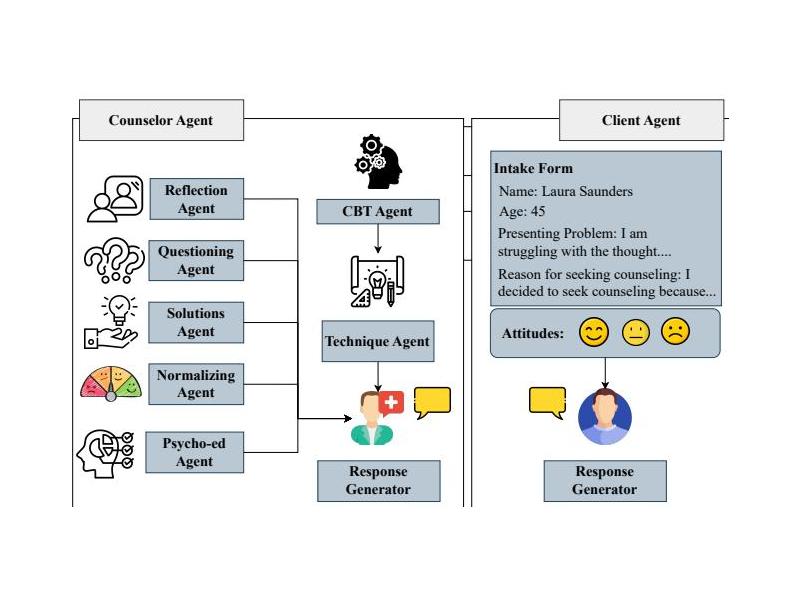 Counselor Agent
Reflection
Agent
Questioning
Agent
Solutions
Agent
Normalizing
Agent
Psycho-ed
Agent
CBT Agent
Technique Agent
Response
Generator
Client Agent
Intake Form
Name: Laura Saunders
Age: 45
Presenting Problem: I am
struggling with the thought....
Reason for seeking counseling: I
decided to seek counseling because...
Attitudes:
Response
Generator